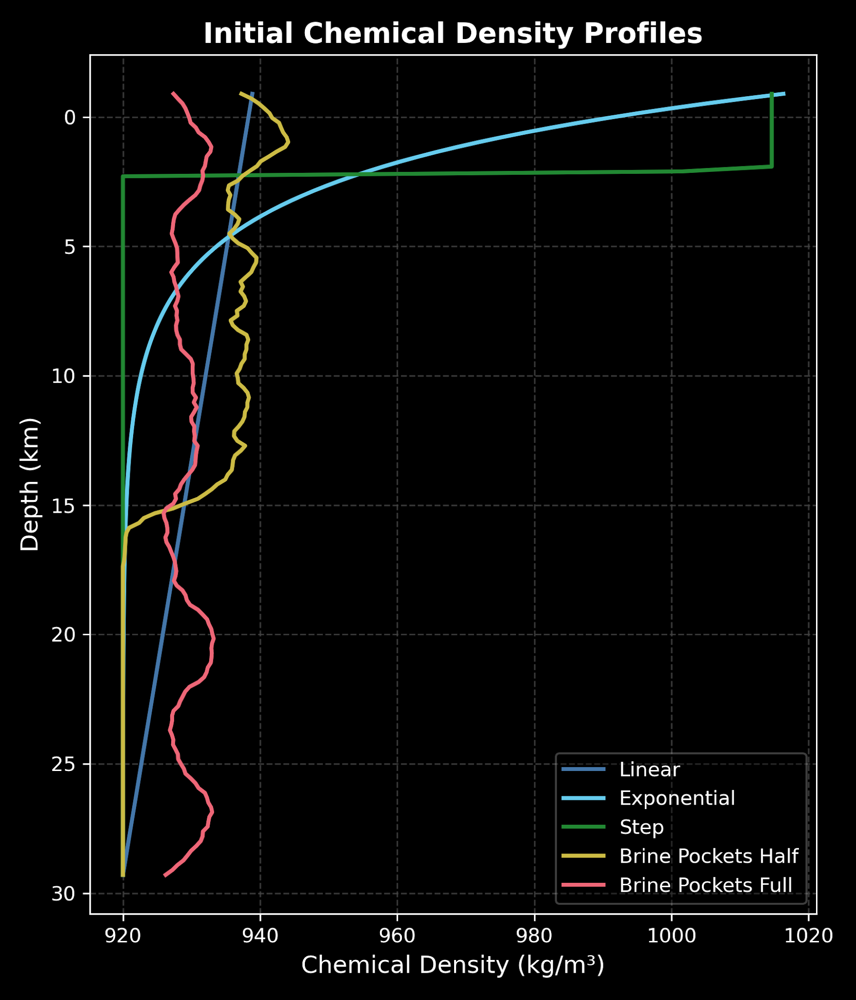 Initial Chemical Density Profiles
0
5
10
15
20
25
30
Depth (km)
920 940 960 980 1000 1020
Chemical Density (kg/m³)
Linear
Exponential
Step
Brine Pockets Half
Brine Pockets Full